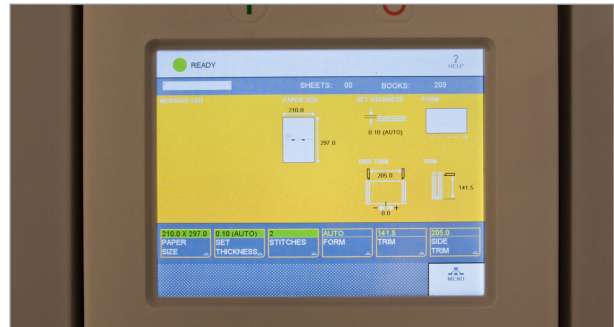 READY
?
HELP
SHEETS: 00 BOOKS: 209
MESSAGE LIST
PAPER SIZE
210.0
297.0
SET THICKNESS
0.10 (AUTO)
FORM
SIDE TRIM
205.0
- +
0.0
TRIM
141.5
210.0 X 297.0
PAPER
SIZE
0.10 (AUTO)
SET
THICKNESS
2
STITCHES
AUTO
FORM
141.5
TRIM
205.0
SIDE
TRIM
MENU